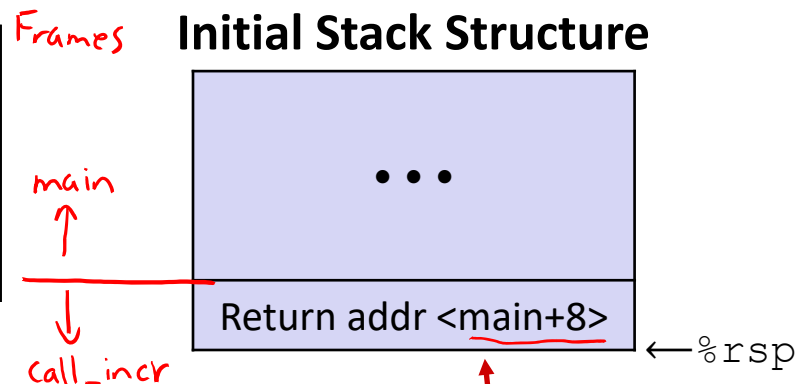 Frames
Initial Stack Structure
• • •
main
Return addr <main+8>
←%rsp
call_incr